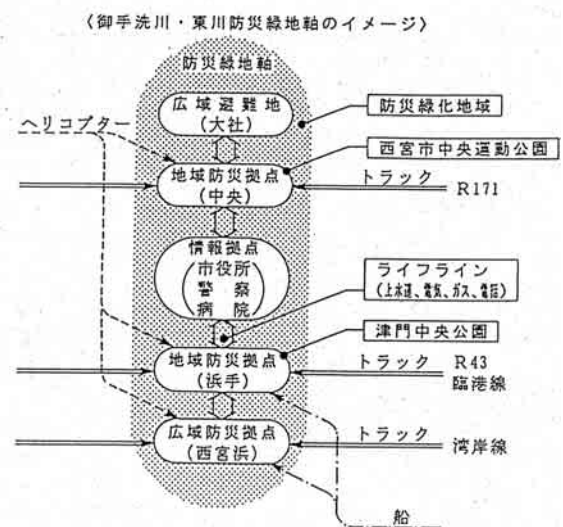 〈御手洗川・東川防災緑地軸のイメージ〉
防災緑地軸
広域避難地
(大社)
防災緑化地域
ヘリコプター
西宮市中央運動公園
地域防災拠点
(中央)
トラック
R171
情報拠点
(市役所
警察
病院)
ライフライン
(上水道、電気、ガス、電話)
津門中央公園
地域防災拠点
(浜手)
トラック
R43
臨港線
広域防災拠点
(西宮浜)
トラック
湾岸線
船